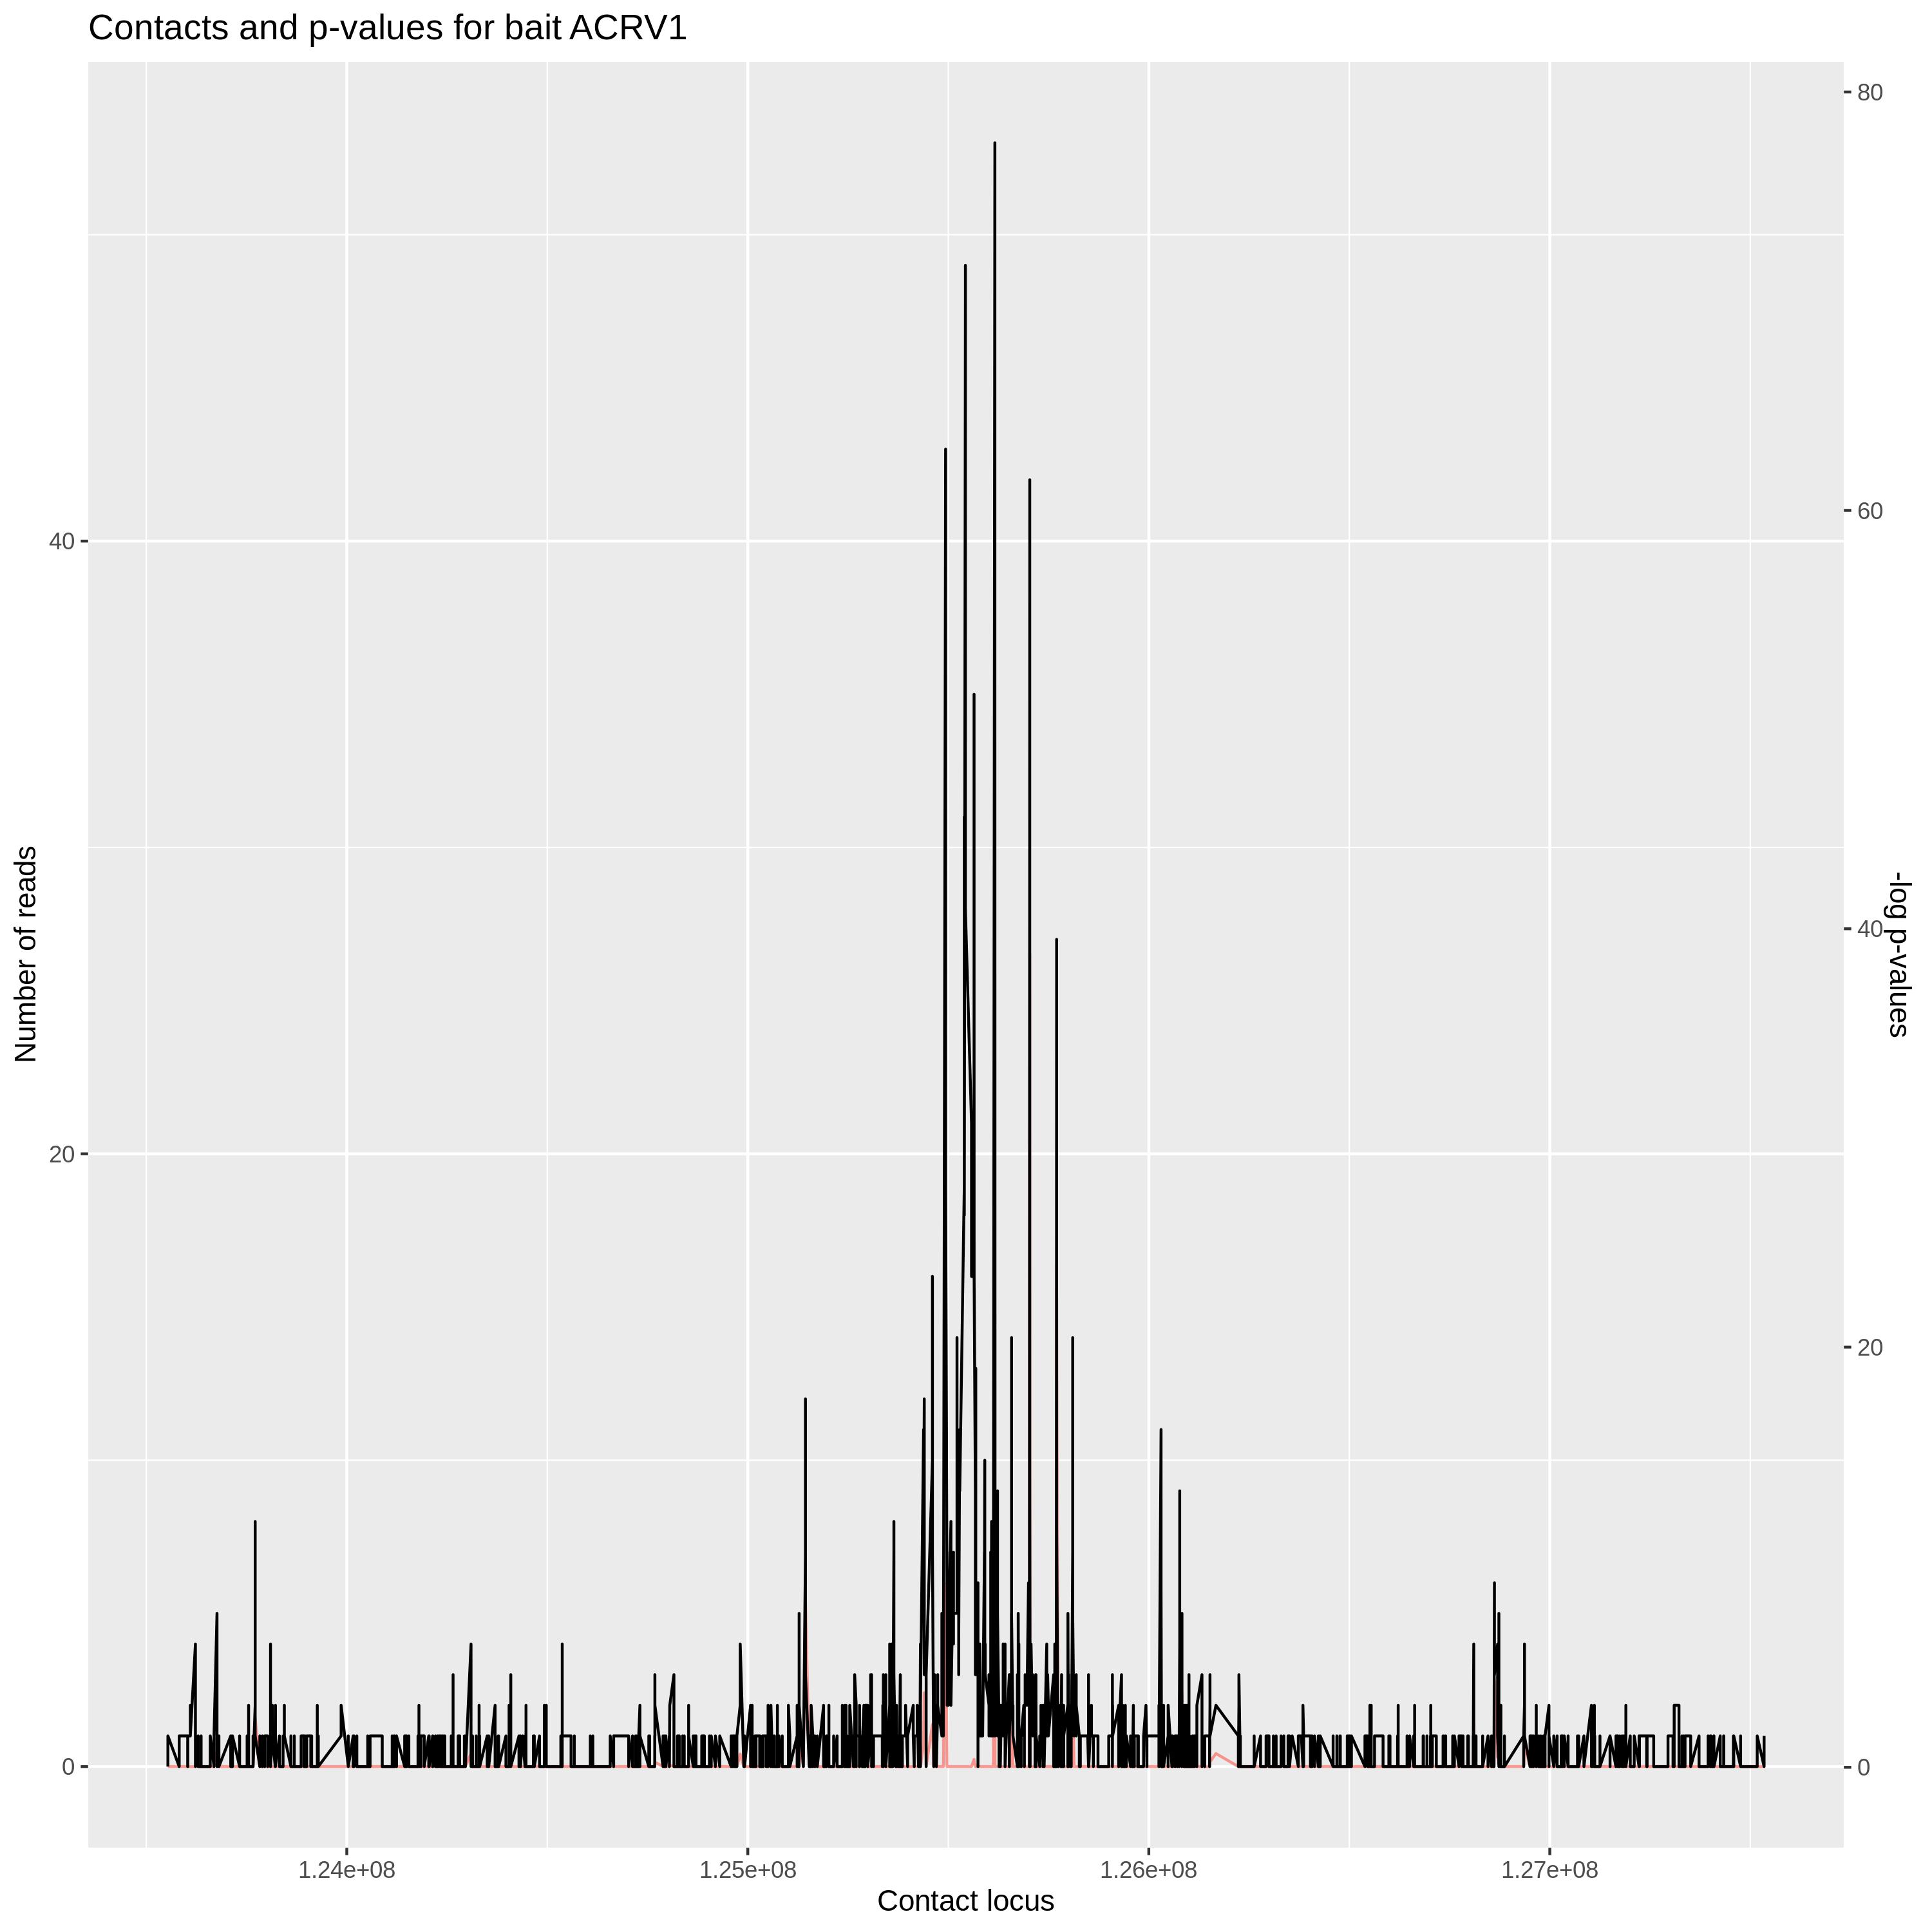 Contacts and p-values for bait ACRV1
Number of reads
40
20
0
80
60
40
20
0
-log p-values
1.24e+08
1.25e+08
1.26e+08
1.27e+08
Contact locus